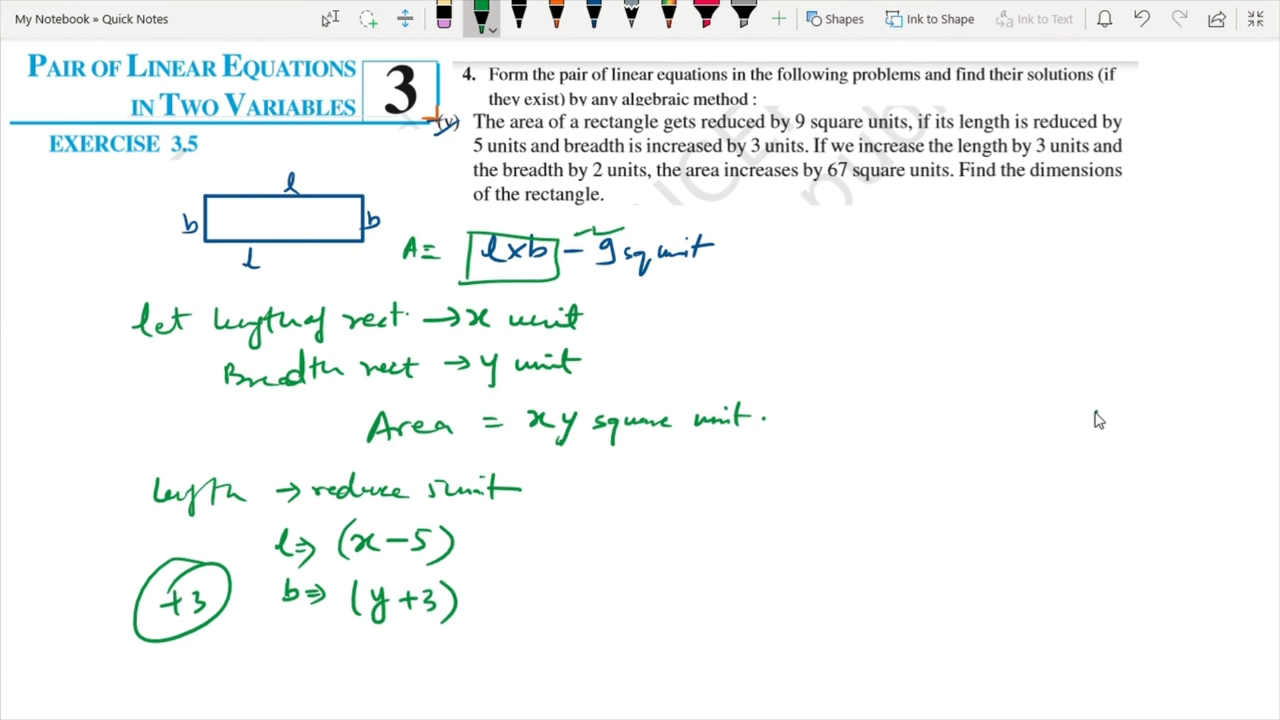 My Notebook » Quick Notes
Shapes
Ink to Shape
Ink to Text
PAIR OF LINEAR EQUATIONS
IN TWO VARIABLES
3
EXERCISE 3.5
4. Form the pair of linear equations in the following problems and find their solutions (if
they exist) by any algebraic method :
(v) The area of a rectangle gets reduced by 9 square units, if its length is reduced by
5 units and breadth is increased by 3 units. If we increase the length by 3 units and
the breadth by 2 units, the area increases by 67 square units. Find the dimensions
of the rectangle.
l
b
b
l
A = l×b - 9 sq unit
let length of rect. → x unit
Breadth rect → y unit
Area = xy square unit.
length → reduce 5unit
l ⇒ (x-5)
+3 b ⇒ (y+3)